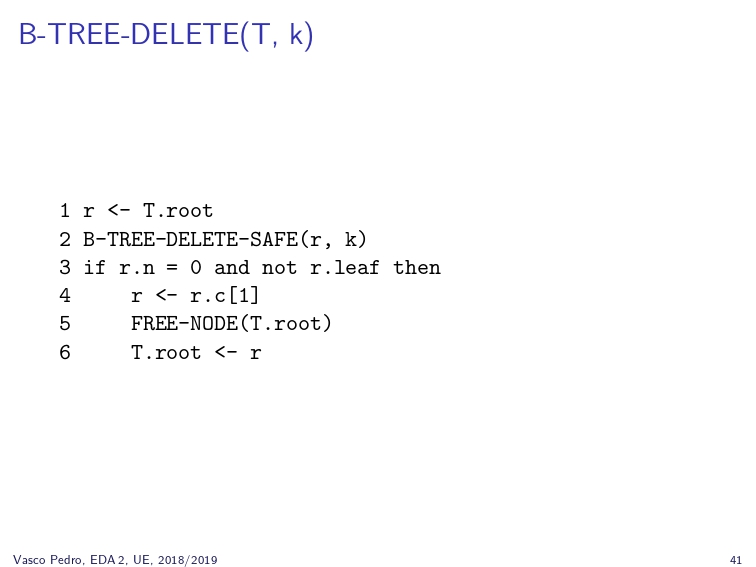 B-TREE-DELETE(T, k)
1 r <- T.root
2 B-TREE-DELETE-SAFE(r, k)
3 if r.n = 0 and not r.leaf then
4     r <- r.c[1]
5     FREE-NODE(T.root)
6     T.root <- r
Vasco Pedro, EDA 2, UE, 2018/2019
41